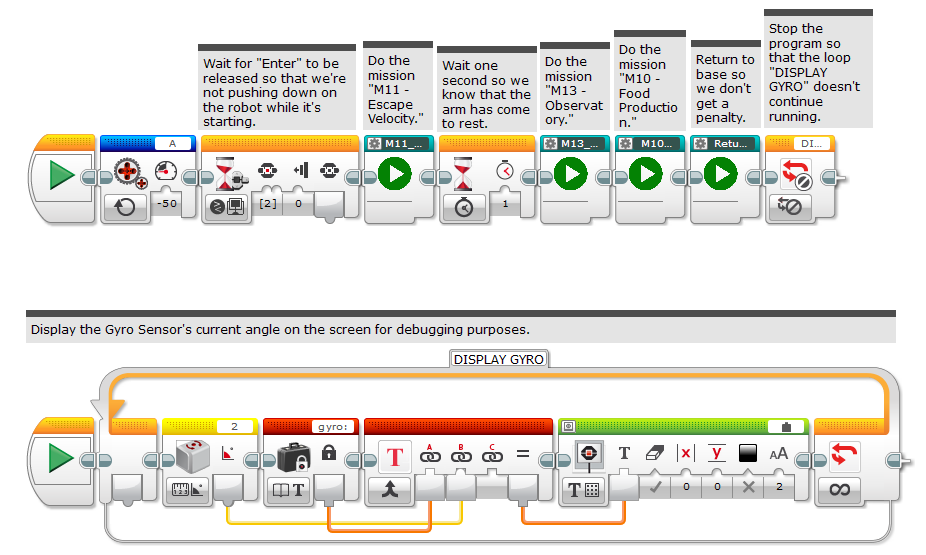 Wait for "Enter" to be
released so that we're
not pushing down on
the robot while it's
starting.
Do the
mission
"M11 -
Escape
Velocity."
Wait one
second so we
know that the
arm has come
to rest.
Do the
mission
"M13 -
Observat
ory."
Do the
mission
"M10 -
Food
Productio
n."
Return to
base so
we don't
get a
penalty.
Stop the
program so
that the loop
"DISPLAY
GYRO" doesn't
continue
running.
A
M11_...
M13_...
M10...
Retu...
DI...
-50
[2]
0
1
Display the Gyro Sensor's current angle on the screen for debugging purposes.
DISPLAY GYRO
2
gyro:
T
A
B
C
=
T
x
y
AA
T
T
0
0
2